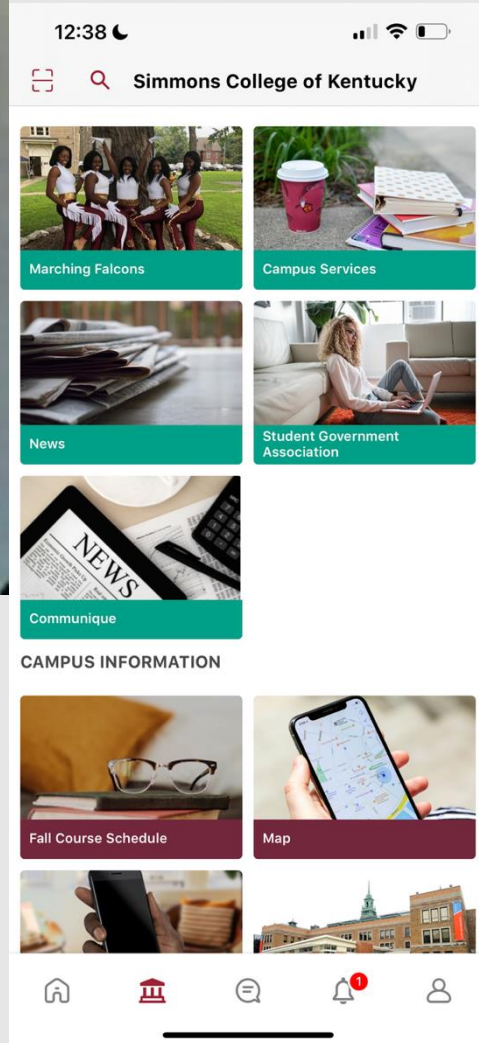 12:38
Simmons College of Kentucky
Marching Falcons
Campus Services
News
Student Government
Association
NEWS
Communique
CAMPUS INFORMATION
Fall Course Schedule
Map
1